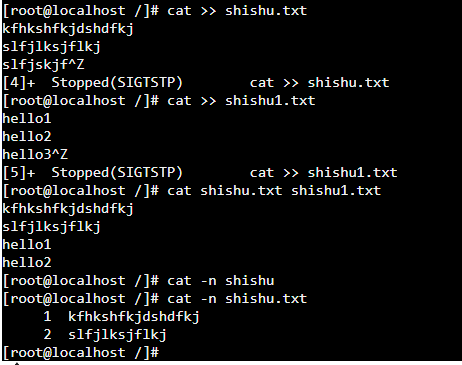 [root@localhost /]# cat >> shishu.txt
kfhkshfkjdshdfkj
slfjlksjflkj
slfjskjf^Z
[4]+  Stopped(SIGTSTP)        cat >> shishu.txt
[root@localhost /]# cat >> shishu1.txt
hello1
hello2
hello3^Z
[5]+  Stopped(SIGTSTP)        cat >> shishu1.txt
[root@localhost /]# cat shishu.txt shishu1.txt
kfhkshfkjdshdfkj
slfjlksjflkj
hello1
hello2
[root@localhost /]# cat -n shishu
[root@localhost /]# cat -n shishu.txt
     1  kfhkshfkjdshdfkj
     2  slfjlksjflkj
[root@localhost /]#